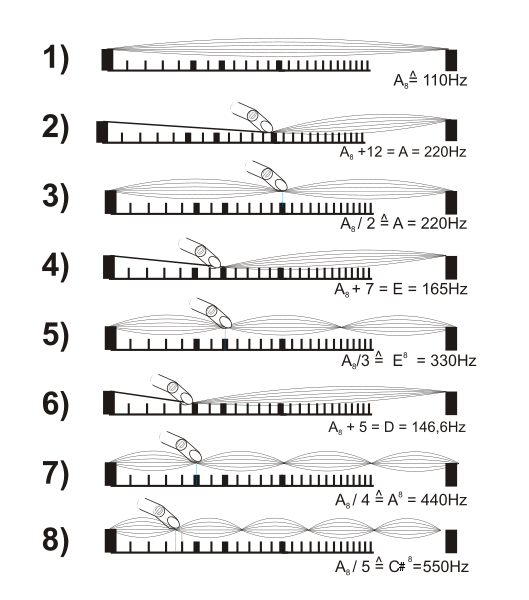 1)
A₈≙ 110Hz
2)
A₈ +12 = A = 220Hz
3)
A₈/ 2 ≙ A = 220Hz
4)
A₈+ 7 = E = 165Hz
5)
A₈/3 ≙ E⁸ = 330Hz
6)
A₈ + 5 = D = 146,6Hz
7)
A₈ / 4 ≙ A⁸ = 440Hz
8)
A₈/ 5 ≙ C#⁸=550Hz